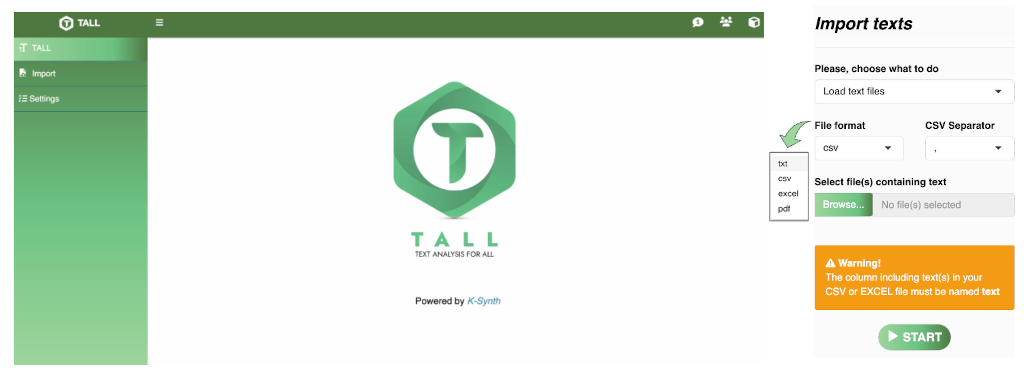 TALL
TALL
Import
Settings
T A L L
TEXT ANALYSIS FOR ALL
Powered by K-Synth
Import texts
Please, choose what to do
Load text files
File format
CSV Separator
csv
,
txt
csv
excel
pdf
Select file(s) containing text
Browse...
No file(s) selected
Warning!
The column including text(s) in your
CSV or EXCEL file must be named text
START